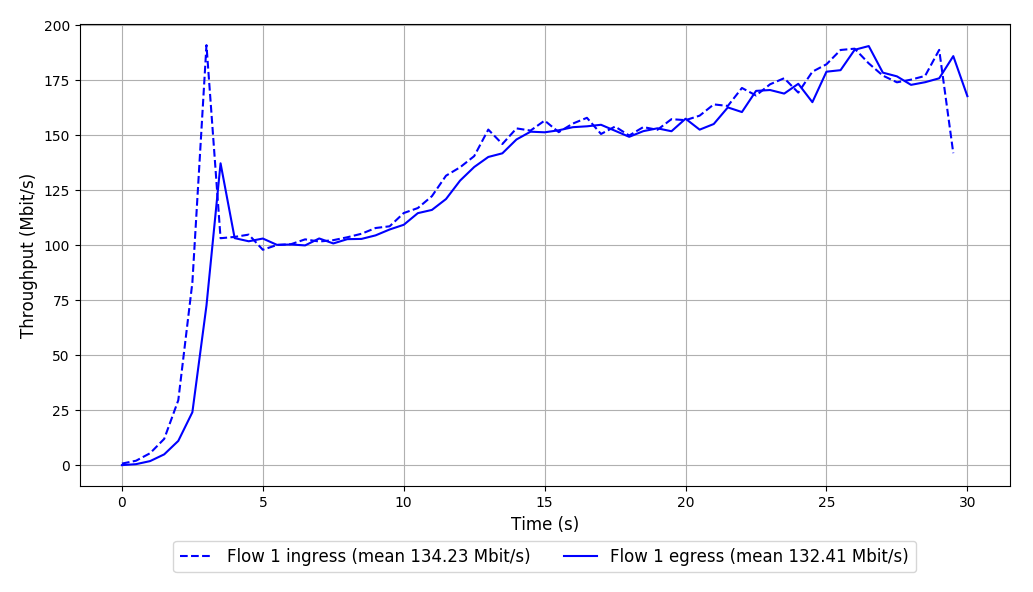 200
175
150
125
100
75
50
25
0
Throughput (Mbit/s)
0 5 10 15 20 25 30
Time (s)
Flow 1 ingress (mean 134.23 Mbit/s) Flow 1 egress (mean 132.41 Mbit/s)